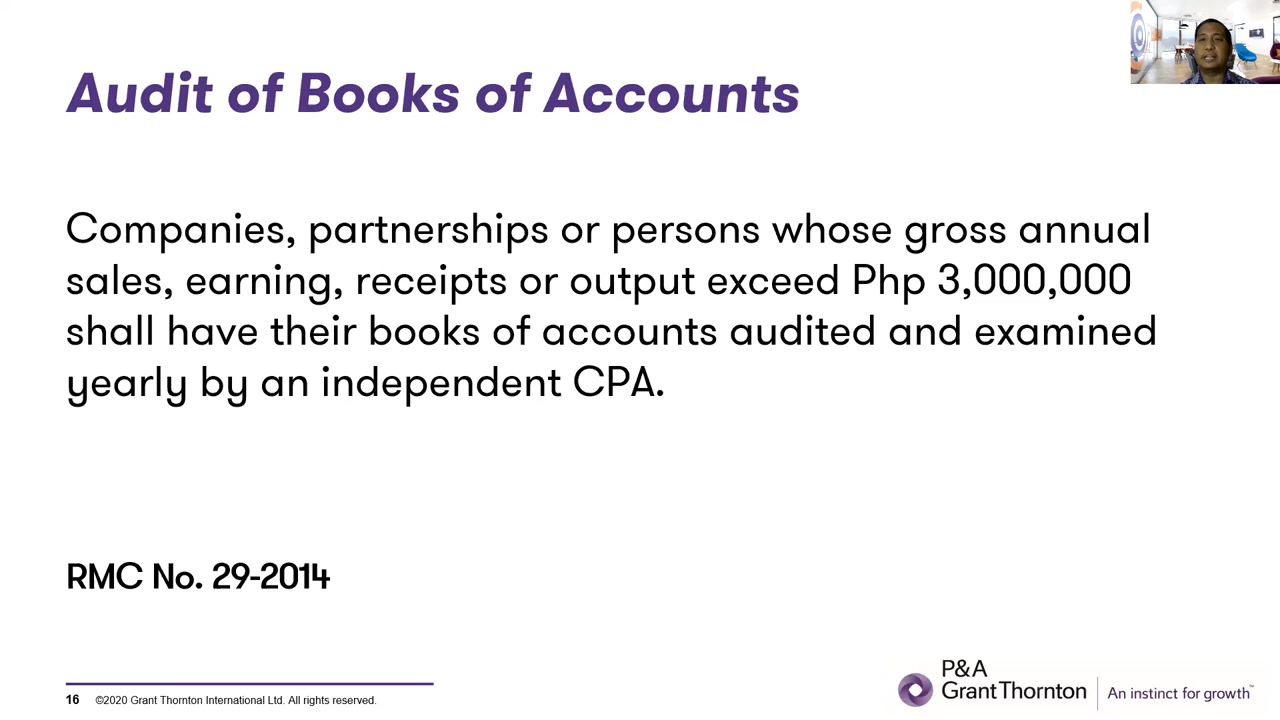 Audit of Books of Accounts
Companies, partnerships or persons whose gross annual
sales, earning, receipts or output exceed Php 3,000,000
shall have their books of accounts audited and examined
yearly by an independent CPA.
RMC No. 29-2014
16 ©2020 Grant Thornton International Ltd. All rights reserved.
P&A
Grant Thornton
An instinct for growth™